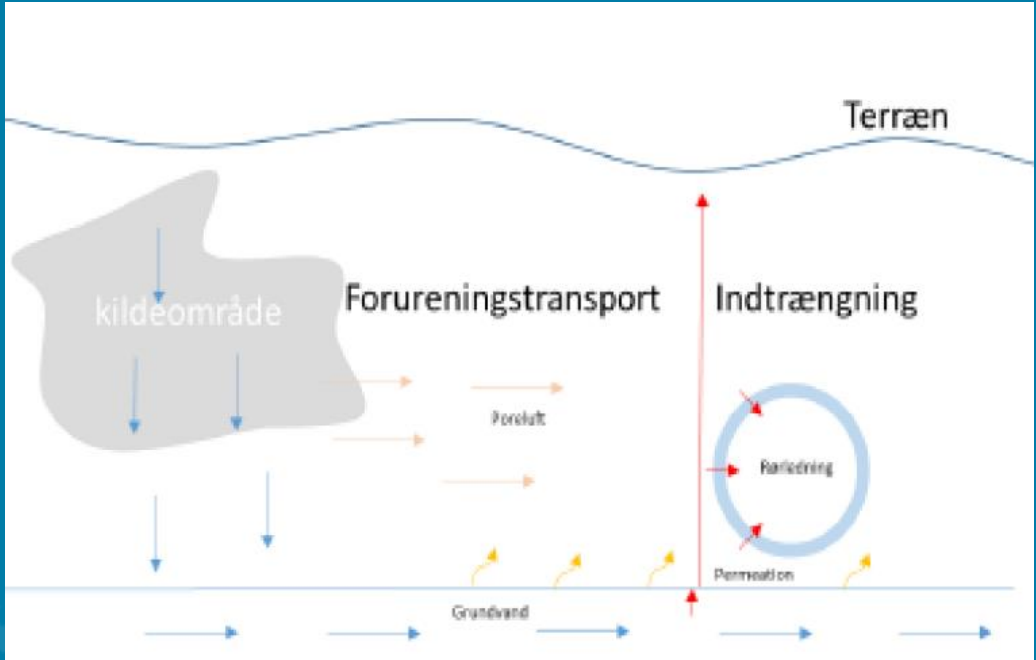 Terræn
kildeområde
Forureningstransport
Indtrængning
Poreluft
Rørledning
Permeation
Grundvand